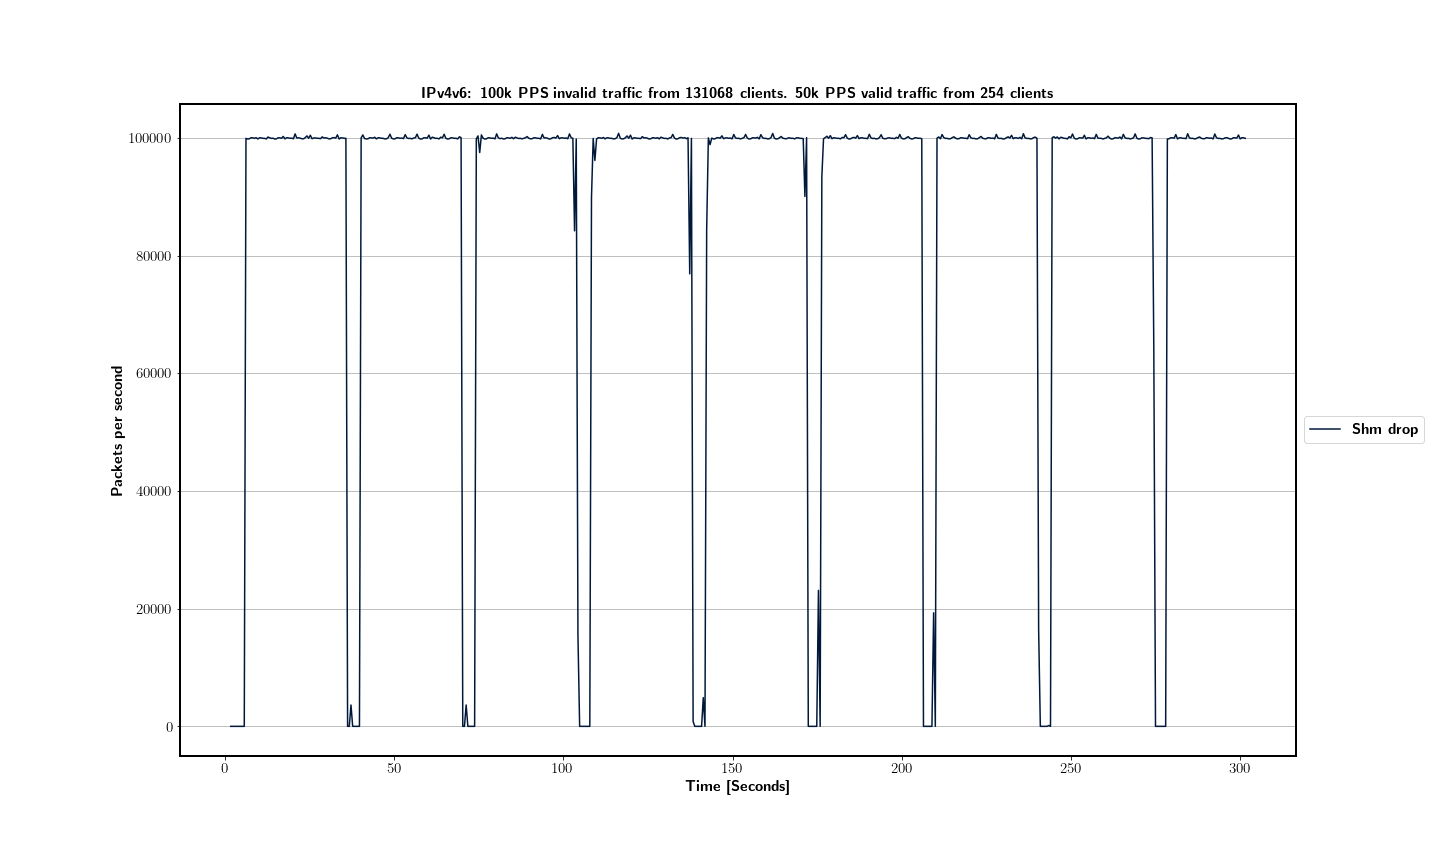 IPv4v6: 100k PPS invalid traffic from 131068 clients. 50k PPS valid traffic from 254 clients
Packets per second
100000
80000
60000
40000
20000
0
0 50 100 150 200 250 300
Time [Seconds]
Shm drop